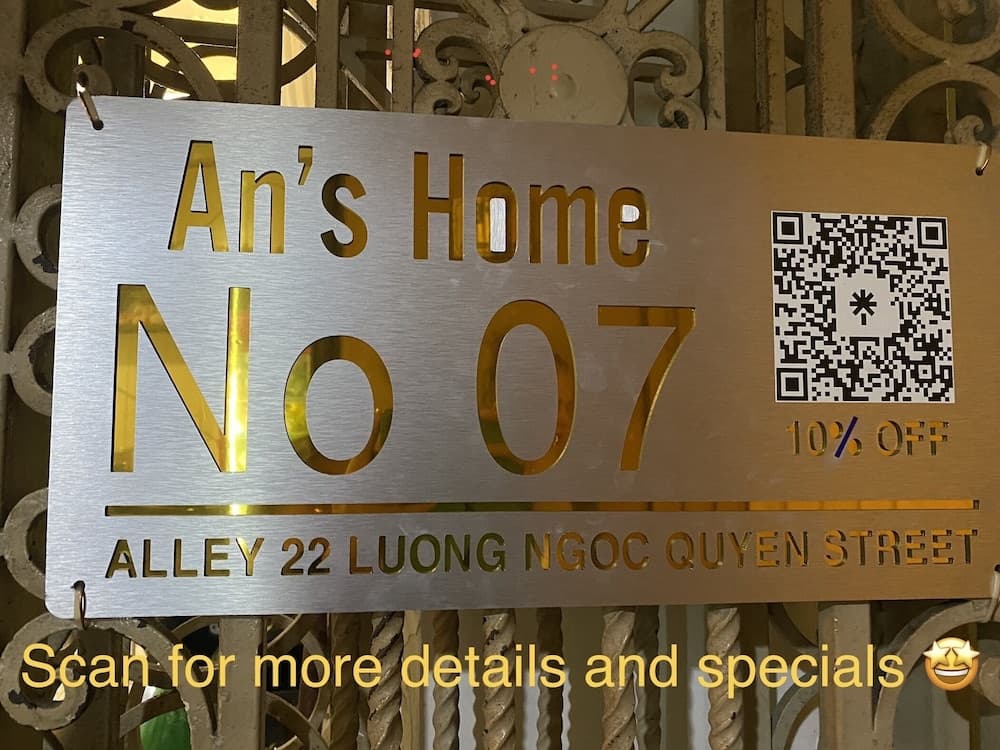 An's Home
No 07
10% OFF
ALLEY 22 LUONG NGOC QUYEN STREET
Scan for more details and specials 🤩